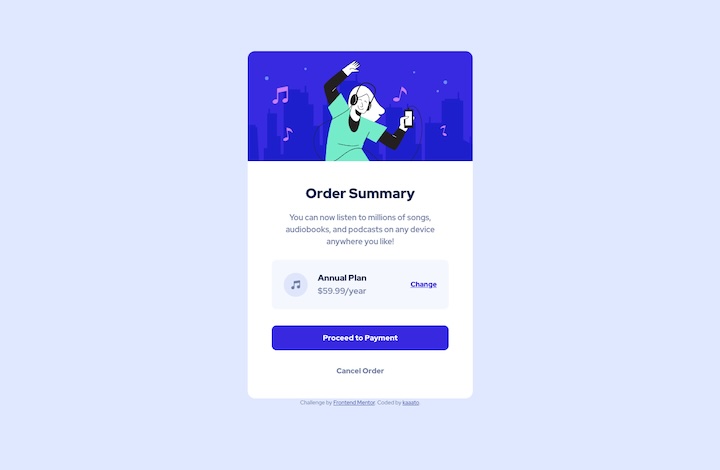 Order Summary
You can now listen to millions of songs,
audiobooks, and podcasts on any device
anywhere you like!
Annual Plan
$59.99/year
Change
Proceed to Payment
Cancel Order
Challenge by Frontend Mentor. Coded by